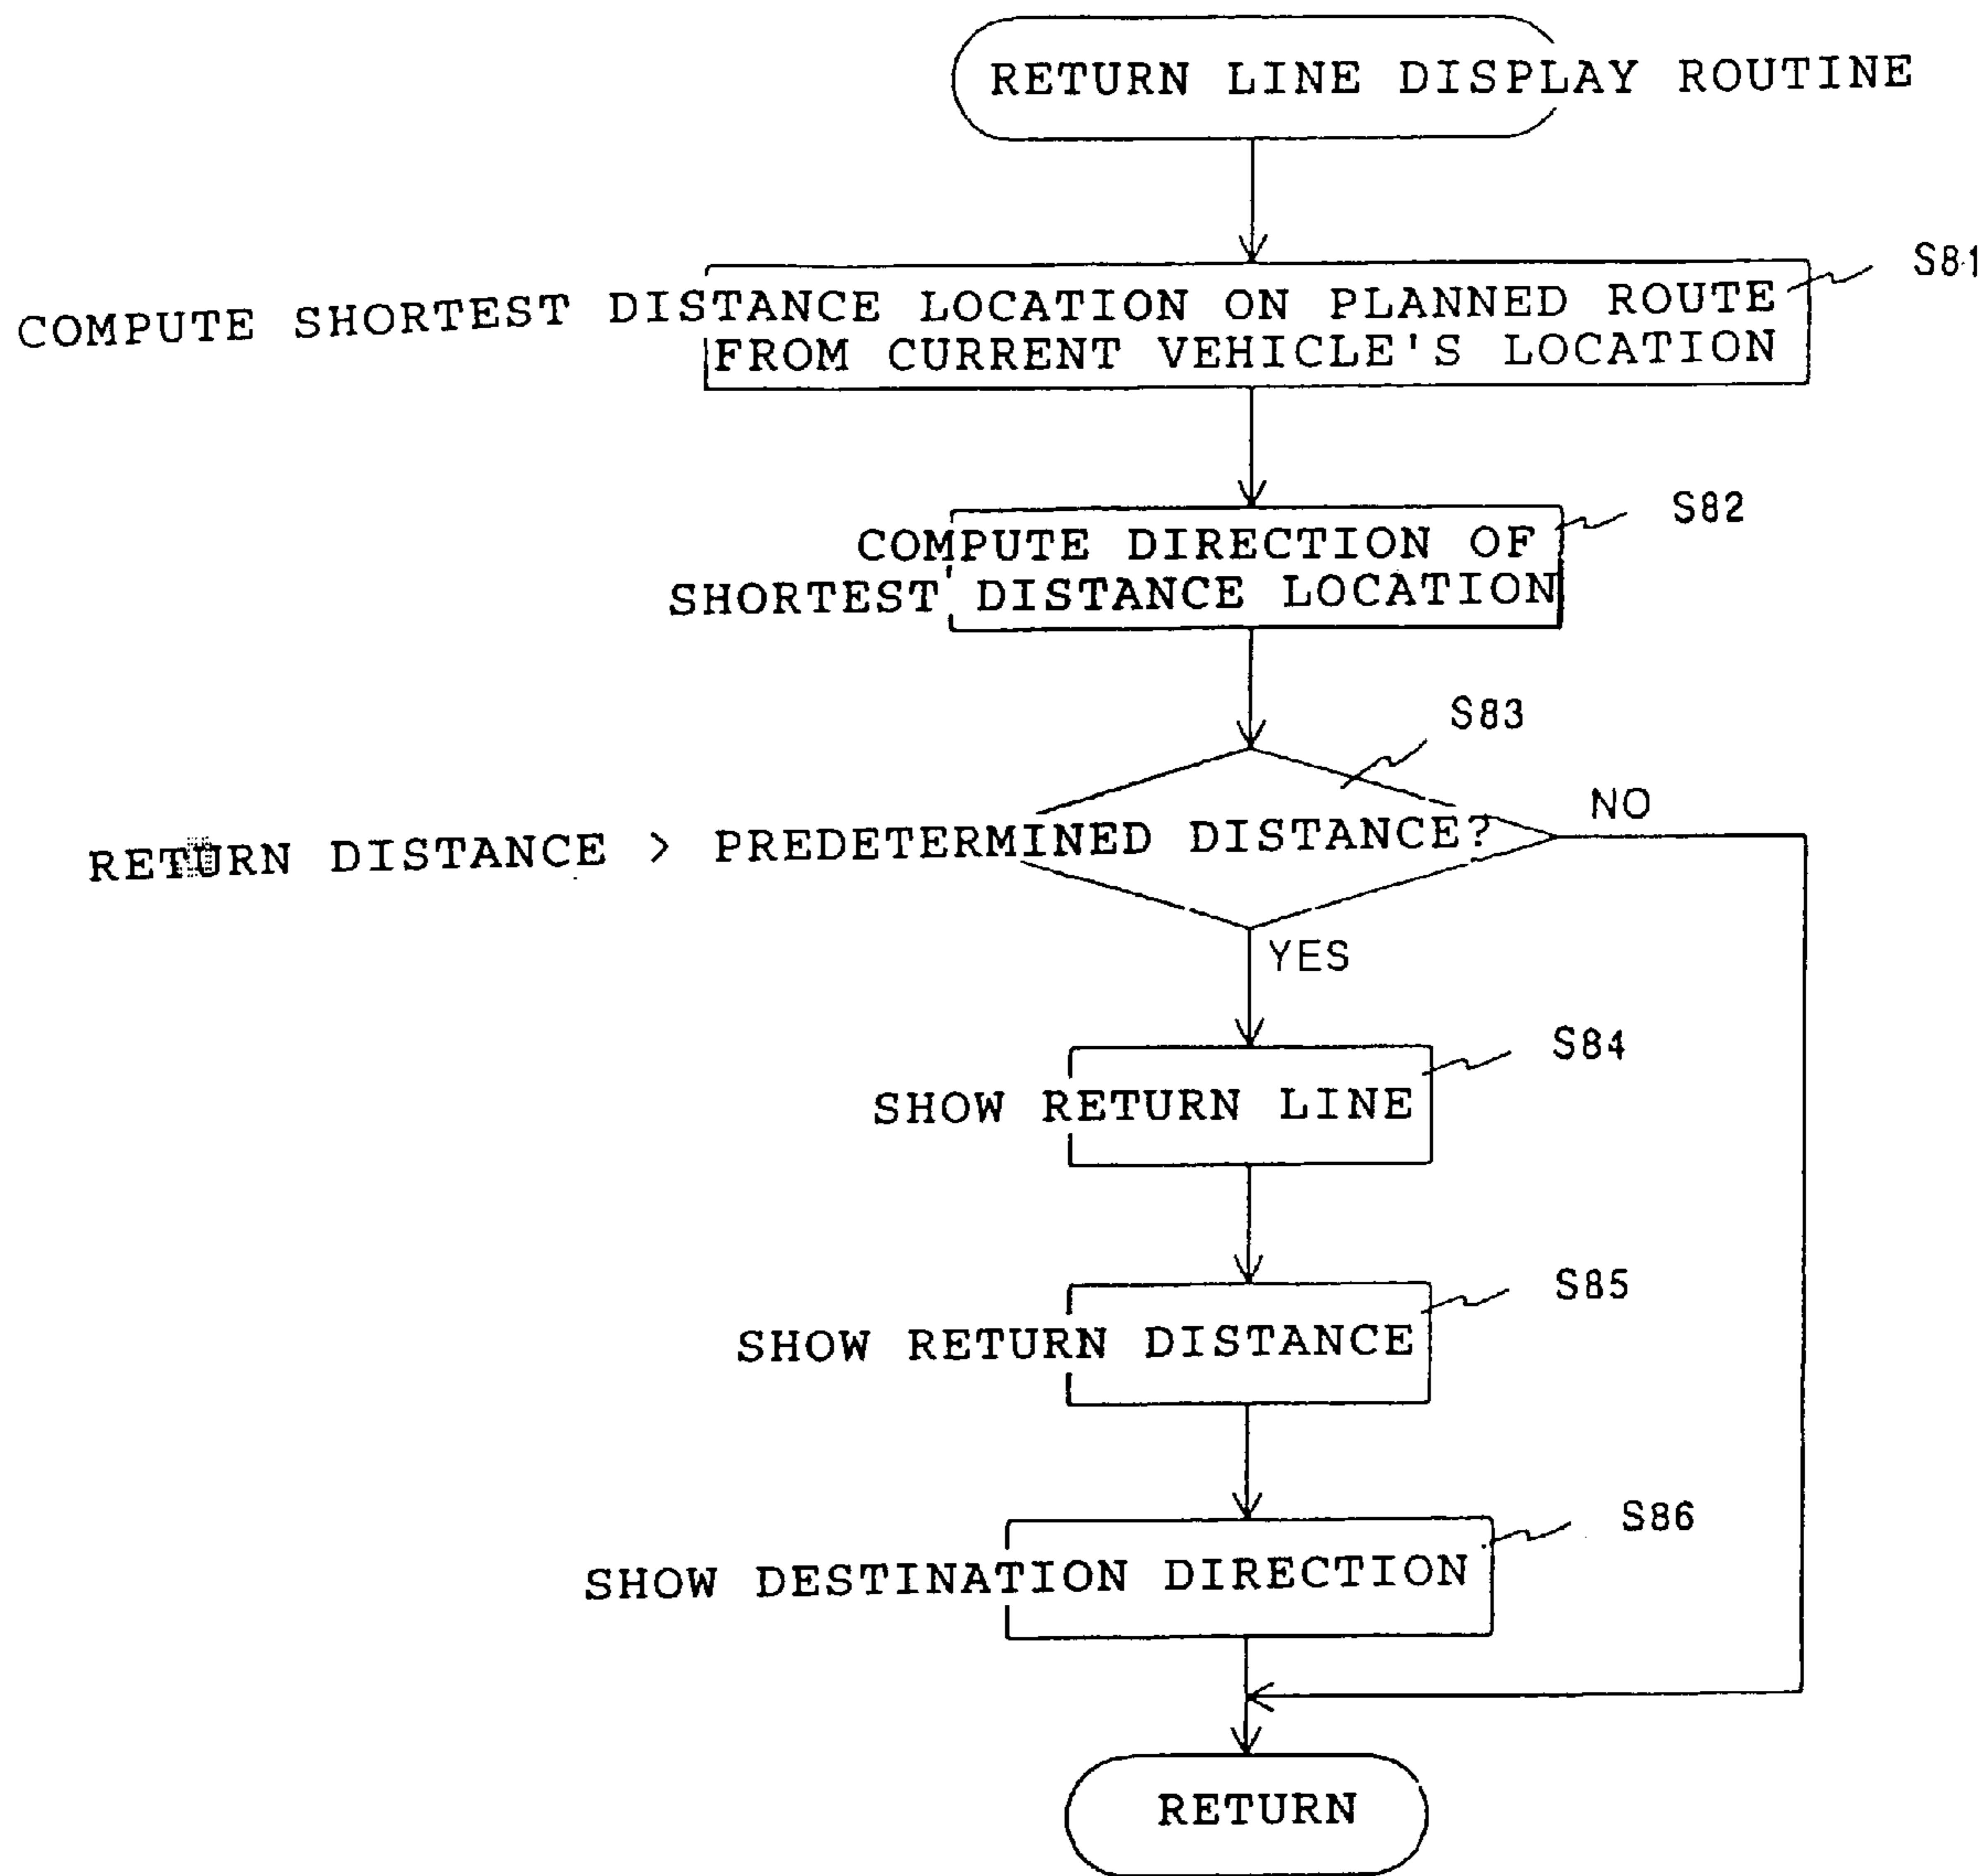 RETURN LINE DISPLAY ROUTINE
S81
COMPUTE SHORTEST DISTANCE LOCATION ON PLANNED ROUTE
FROM CURRENT VEHICLE'S LOCATION
S82
COMPUTE DIRECTION OF
SHORTEST DISTANCE LOCATION
S83
NO
RETURN DISTANCE > PREDETERMINED DISTANCE?
YES
S84
SHOW RETURN LINE
S85
SHOW RETURN DISTANCE
S86
SHOW DESTINATION DIRECTION
RETURN